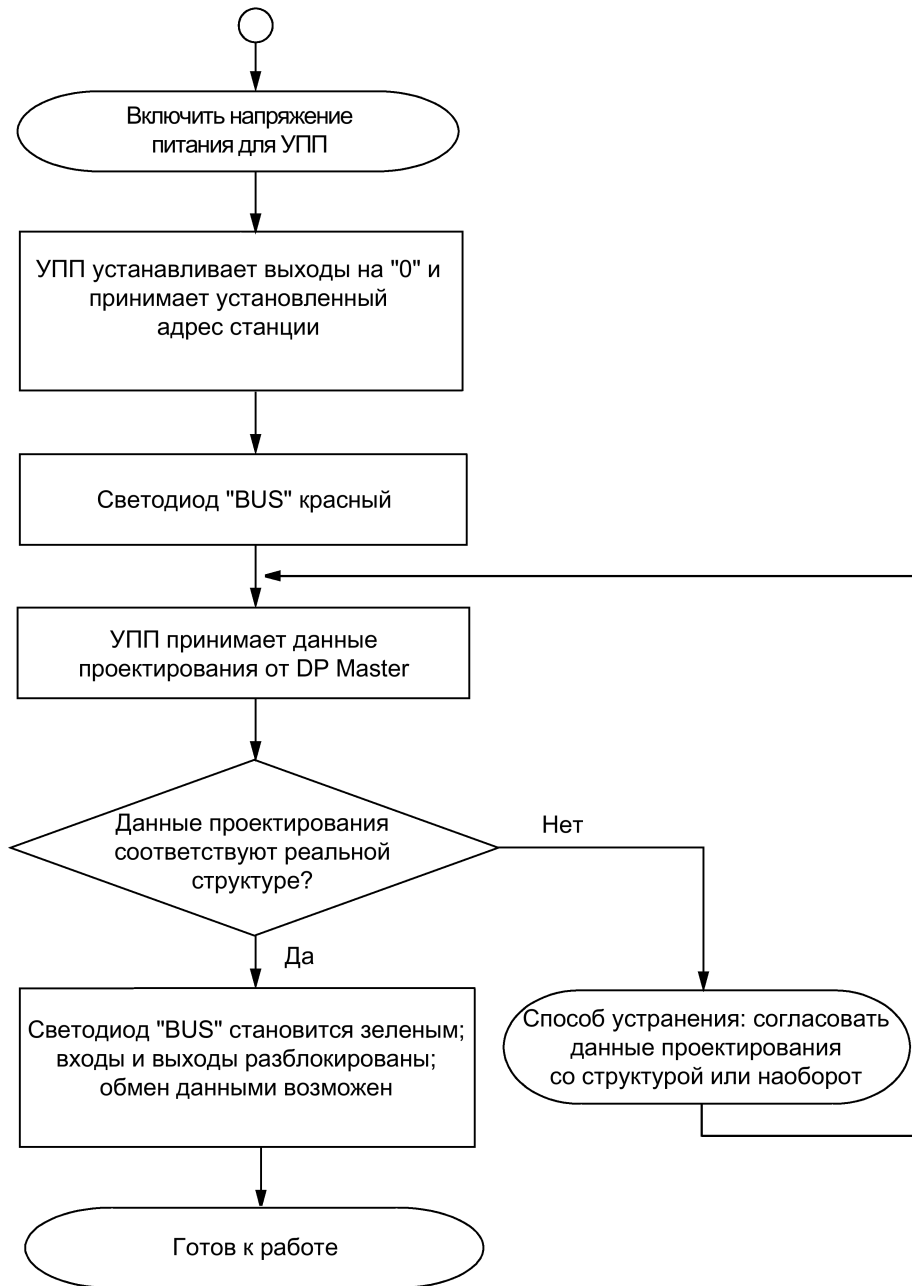 Включить напряжение
питания для УПП
УПП устанавливает выходы на "0" и
принимает установленный
адрес станции
Светодиод "BUS" красный
УПП принимает данные
проектирования от DP Master
Данные проектирования
соответствуют реальной
структуре?
Нет
Да
Светодиод "BUS" становится зеленым;
входы и выходы разблокированы;
обмен данными возможен
Способ устранения: согласовать
данные проектирования
со структурой или наоборот
Готов к работе